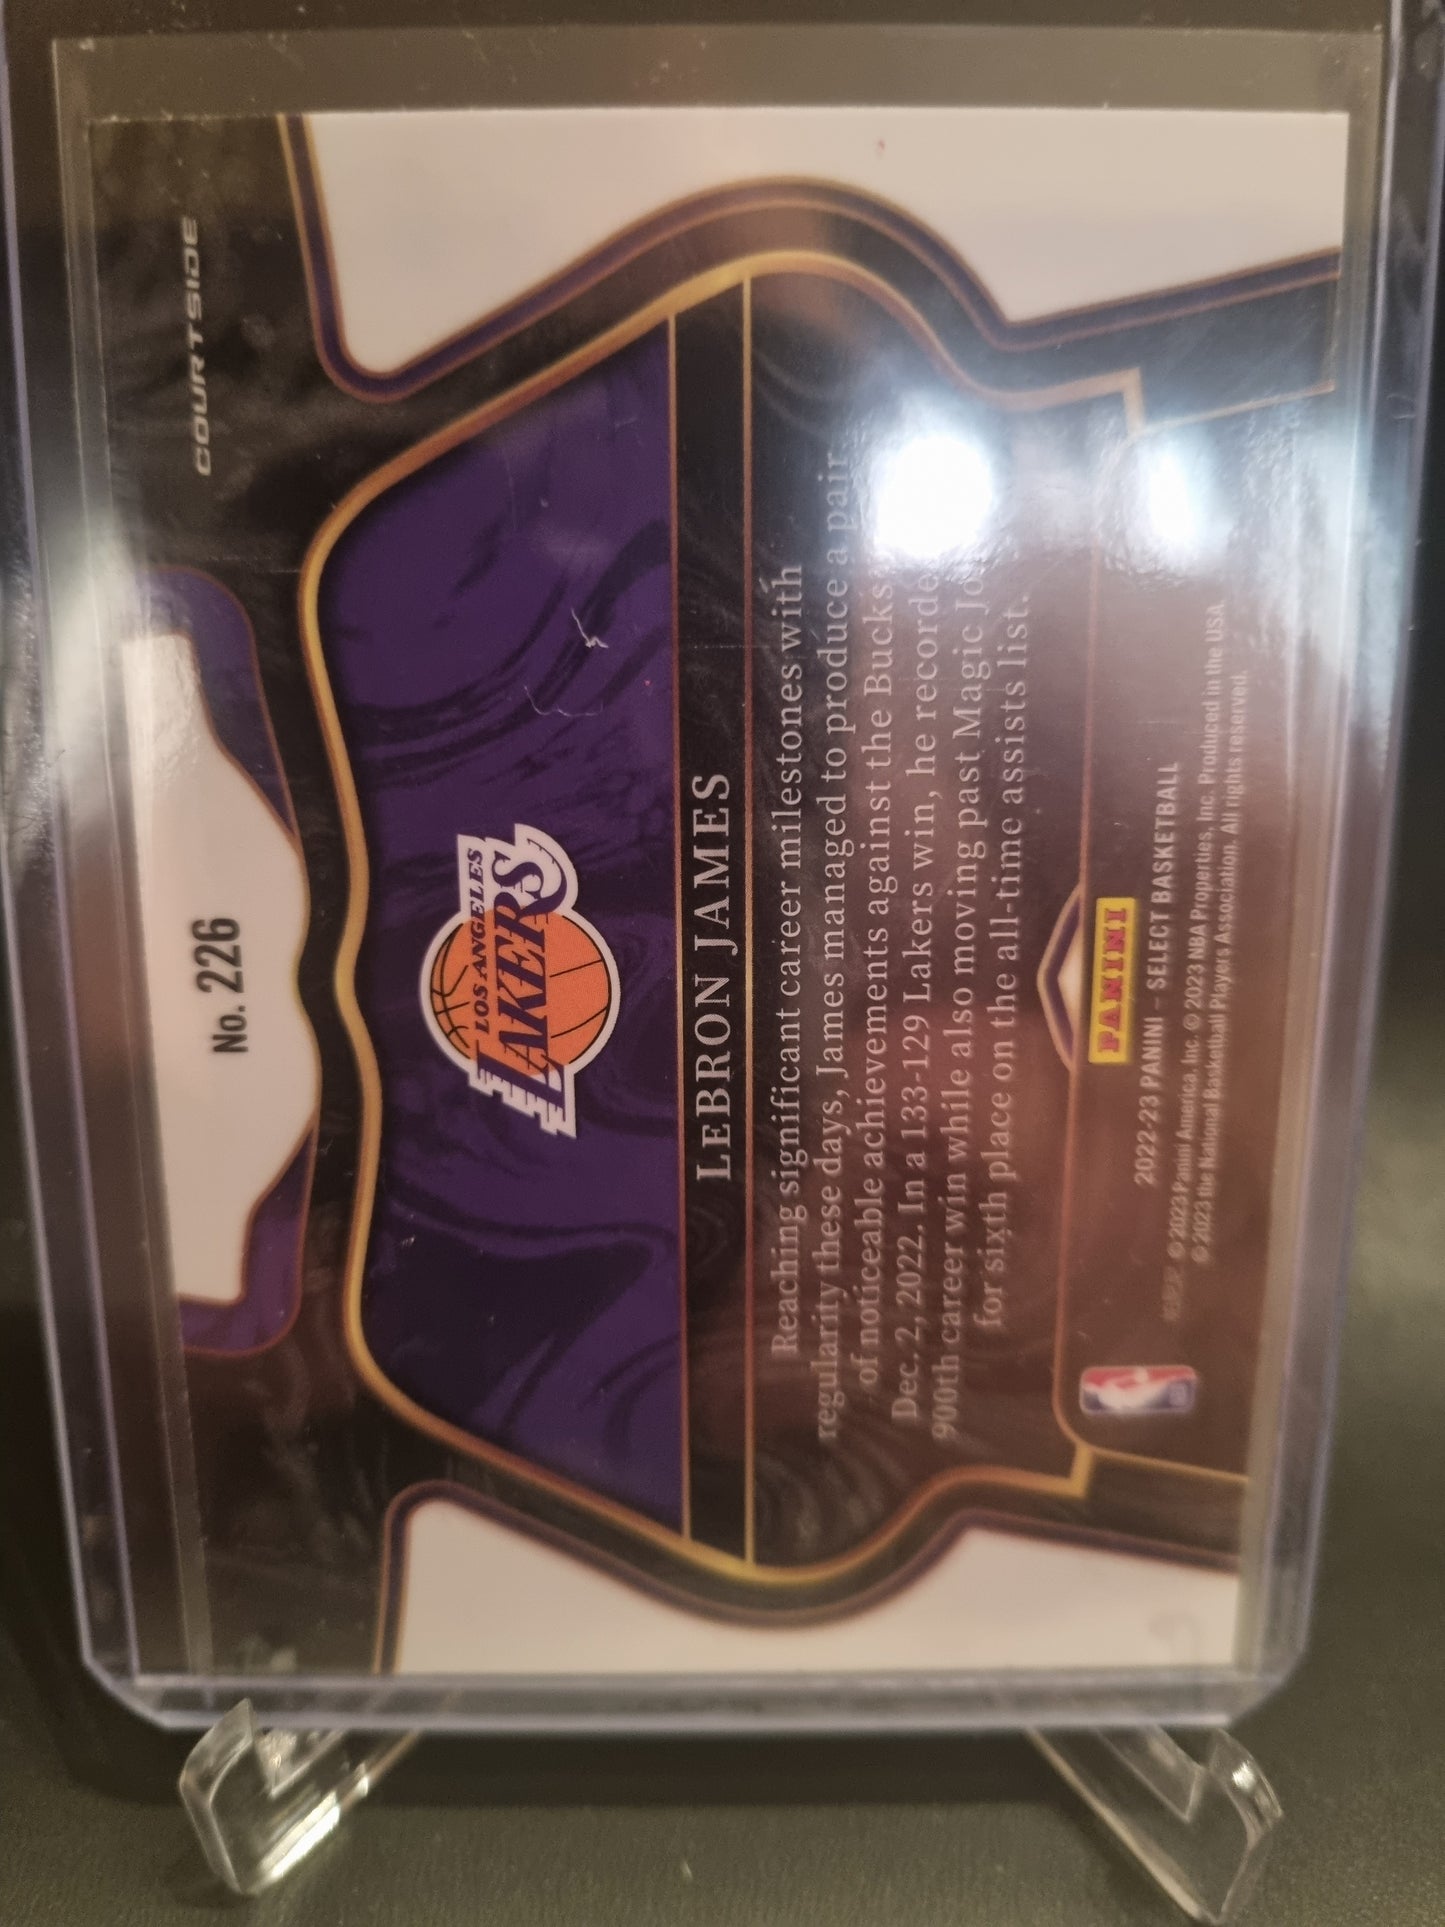 COURTSIDE
No. 226
LOS ANGELES
LAKERS
LEBRON JAMES
Reaching significant career milestones with
regularity these days, James managed to produce a pair
of noticeable achievements against the Bucks
Dec. 2, 2022. In a 133-129 Lakers win, he recorde
900th career win while also moving past Magic Jo
for sixth place on the all-time assists list.
PANINI
2022-23 PANINI – SELECT BASKETBALL
© 2023 Panini America, Inc. © 2023 NBA Properties, Inc. Produced in the USA
© 2023 the National Basketball Players Association. All rights reserved.